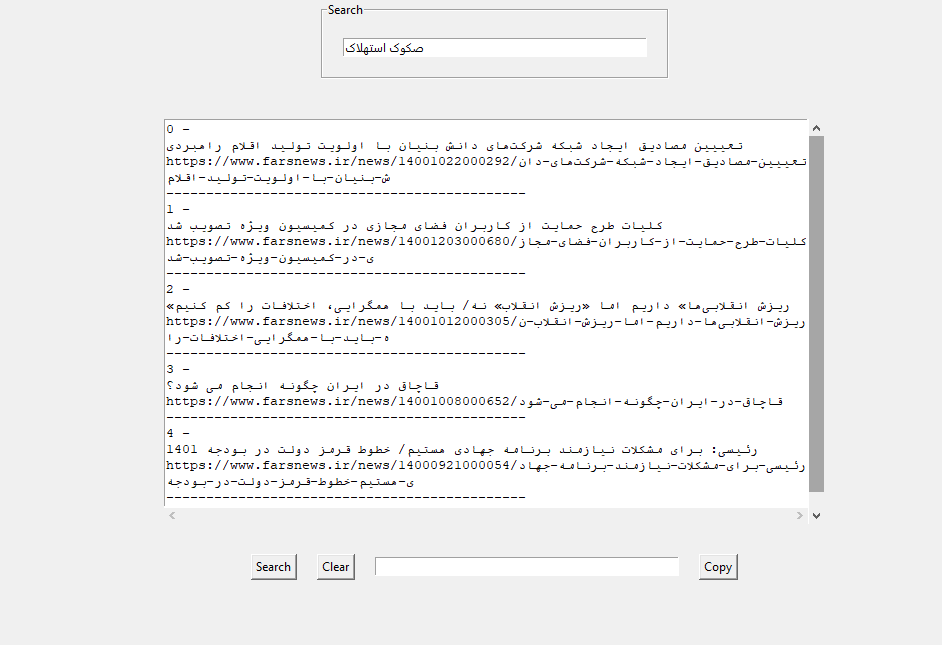 Search
صکوک استهلاک
0 -
تعییین مصادیق ایجاد شبکه شرکت‌های دانش بنیان با اولویت تولید اقلام راهبردی
https://www.farsnews.ir/news/14001022000292/تعییین-مصادیق-ایجاد-شبکه-شرکت‌های-دان
ش-بنیان-با-اولویت-تولید-اقلام
---------------------------------------------
1 -
کلیات طرح حمایت از کاربران فضای مجازی در کمیسیون ویژه تصویب شد
https://www.farsnews.ir/news/14001203000680/کلیات-طرح-حمایت-از-کاربران-فضای-مجاز
ی-در-کمیسیون-ویژه-تصویب-شد
---------------------------------------------
2 -
«ریزش انقلابی‌ها» داریم اما «ریزش انقلاب» نه/ باید با همگرایی، اختلافات را کم کنیم
https://www.farsnews.ir/news/14001012000305/ریزش-انقلابی‌ها-داریم-اما-ریزش-انقلاب-ن
ه-باید-با-همگرایی-اختلافات-را
---------------------------------------------
3 -
قاچاق در ایران چگونه انجام می شود؟
https://www.farsnews.ir/news/14001008000652/قاچاق-در-ایران-چگونه-انجام-می-شود
---------------------------------------------
4 -
رئیسی: برای مشکلات نیازمند برنامه جهادی هستیم/ خطوط قرمز دولت در بودجه 1401
https://www.farsnews.ir/news/14000921000054/رئیسی-برای-مشکلات-نیازمند-برنامه-جهاد
ی-هستیم-خطوط-قرمز-دولت-در-بودجه
---------------------------------------------
Search Clear Copy